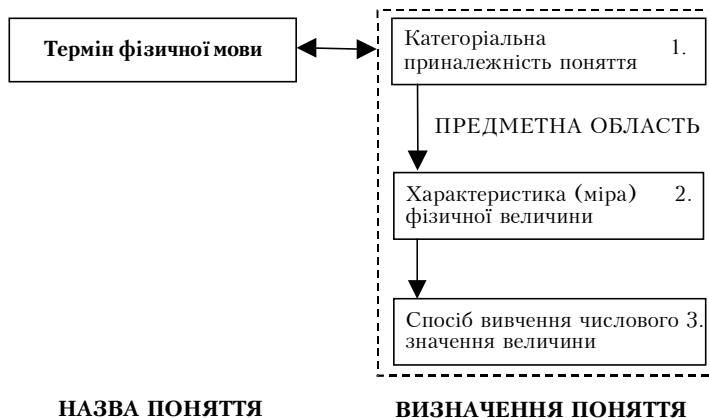 Термін фізичної мови
Категоріальна 1.
приналежність поняття
ПРЕДМЕТНА ОБЛАСТЬ
Характеристика (міра) 2.
фізичної величини
Спосіб вивчення числового 3.
значення величини
НАЗВА ПОНЯТТЯ
ВИЗНАЧЕННЯ ПОНЯТТЯ